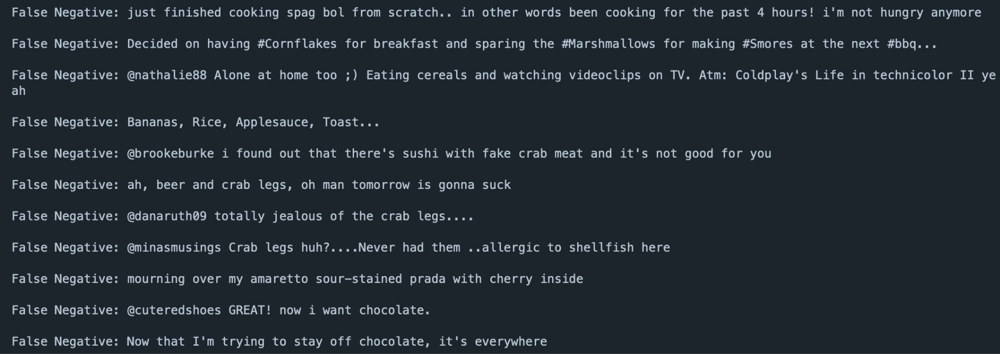 False Negative: just finished cooking spag bol from scratch.. in other words been cooking for the past 4 hours! i'm not hungry anymore
False Negative: Decided on having #Cornflakes for breakfast and sparing the #Marshmallows for making #Smores at the next #bbq...
False Negative: @nathalie88 Alone at home too ;) Eating cereals and watching videoclips on TV. Atm: Coldplay's Life in technicolor II ye
ah
False Negative: Bananas, Rice, Applesauce, Toast...
False Negative: @brookeburke i found out that there's sushi with fake crab meat and it's not good for you
False Negative: ah, beer and crab legs, oh man tomorrow is gonna suck
False Negative: @danaruth09 totally jealous of the crab legs....
False Negative: @minasmusings Crab legs huh?....Never had them ..allergic to shellfish here
False Negative: mourning over my amaretto sour-stained prada with cherry inside
False Negative: @cuteredshoes GREAT! now i want chocolate.
False Negative: Now that I'm trying to stay off chocolate, it's everywhere